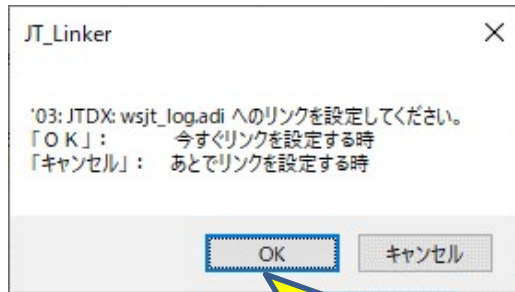 JT_Linker
'03: JTDX: wsjt_log.adi へのリンクを設定してください。
「ＯＫ」： 今すぐリンクを設定する時
「キャンセル」： あとでリンクを設定する時
OK キャンセル